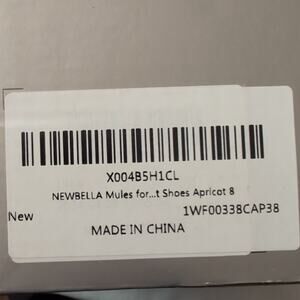 X004B5H1CL
NEWBELLA Mules for...t Shoes Apricot 8
New
1WF00338CAP38
MADE IN CHINA